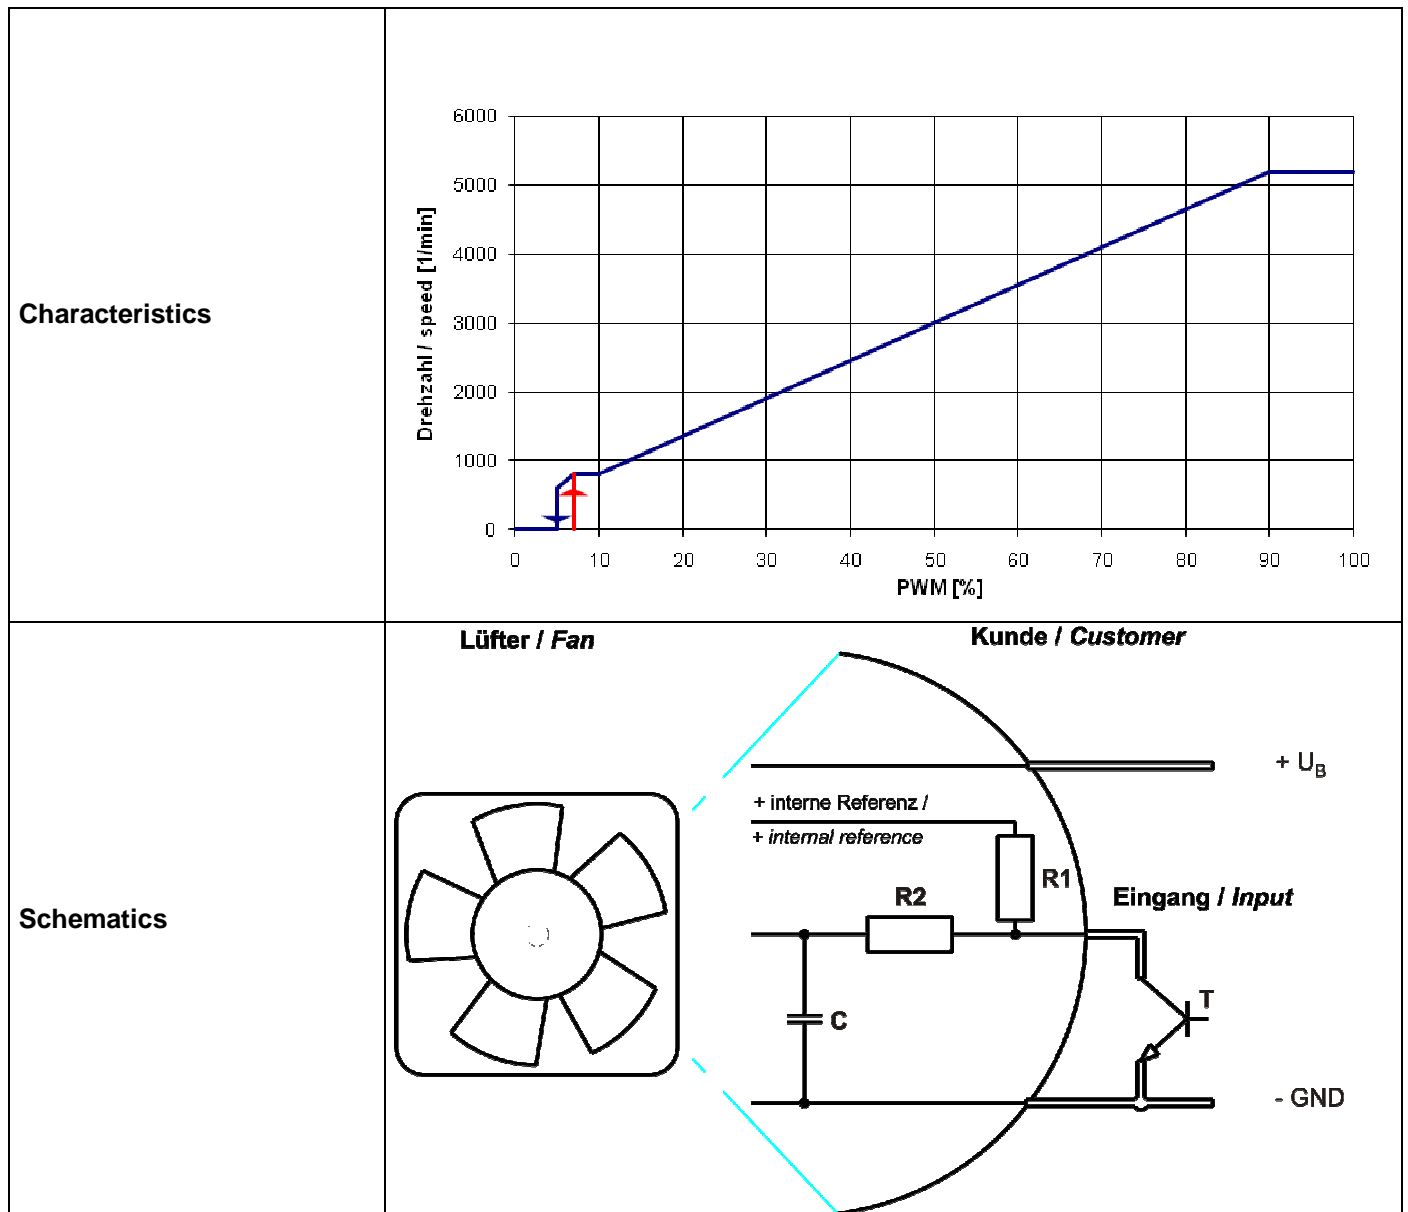 Characteristics
6000
5000
4000
3000
2000
1000
0
Drehzahl / speed [1/min]
0 10 20 30 40 50 60 70 80 90 100
PWM [%]
Schematics
Lüfter / Fan
Kunde / Customer
+ UB
+ interne Referenz /
+ internal reference
R1
R2
Eingang / Input
T
C
- GND